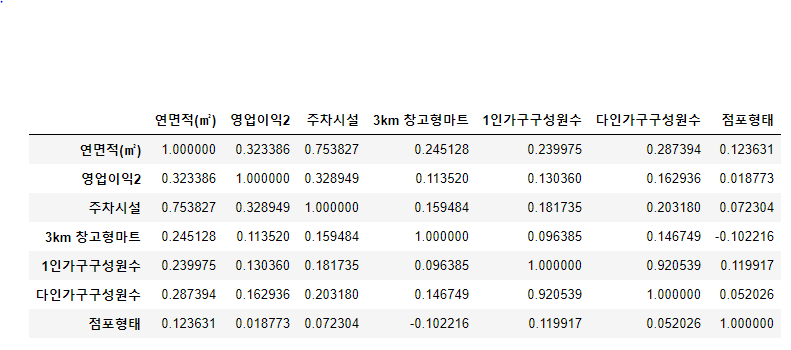 연면적(㎡) 영업이익2 주차시설 3km 창고형마트 1인가구구성원수 다인가구구성원수 점포형태
연면적(㎡) 1.000000 0.323386 0.753827 0.245128 0.239975 0.287394 0.123631
영업이익2 0.323386 1.000000 0.328949 0.113520 0.130360 0.162936 0.018773
주차시설 0.753827 0.328949 1.000000 0.159484 0.181735 0.203180 0.072304
3km 창고형마트 0.245128 0.113520 0.159484 1.000000 0.096385 0.146749 -0.102216
1인가구구성원수 0.239975 0.130360 0.181735 0.096385 1.000000 0.920539 0.119917
다인가구구성원수 0.287394 0.162936 0.203180 0.146749 0.920539 1.000000 0.052026
점포형태 0.123631 0.018773 0.072304 -0.102216 0.119917 0.052026 1.000000